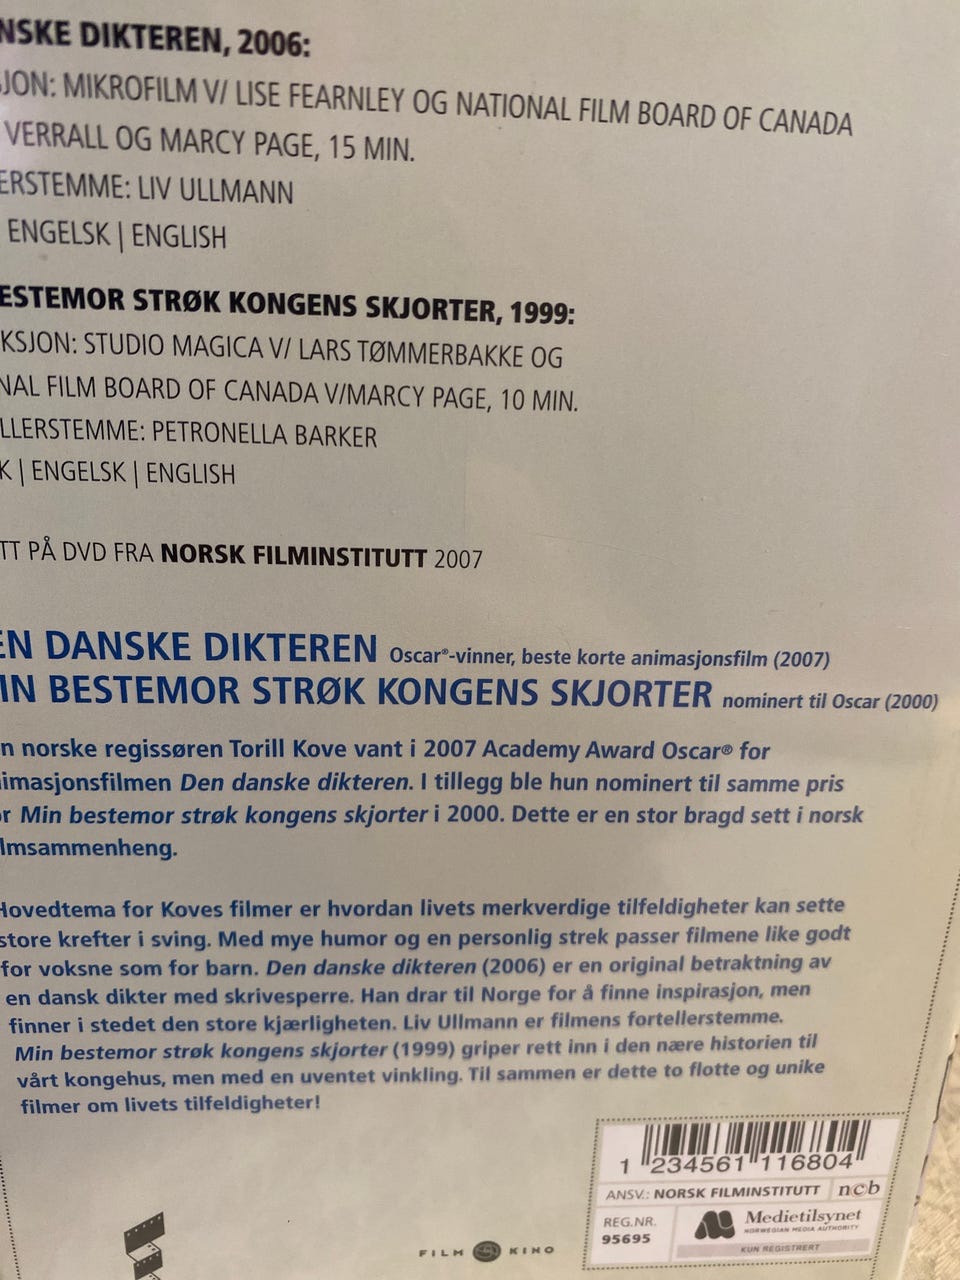 NSKE DIKTEREN, 2006:
JON: MIKROFILM V/ LISE FEARNLEY OG NATIONAL FILM BOARD OF CANADA
VERRALL OG MARCY PAGE, 15 MIN.
ERSTEMME: LIV ULLMANN
ENGELSK | ENGLISH
ESTEMOR STRØK KONGENS SKJORTER, 1999:
KSJON: STUDIO MAGICA V/ LARS TØMMERBAKKE OG
NAL FILM BOARD OF CANADA V/MARCY PAGE, 10 MIN.
LLERSTEMME: PETRONELLA BARKER
K | ENGELSK | ENGLISH
TT PÅ DVD FRA NORSK FILMINSTITUTT 2007
EN DANSKE DIKTEREN Oscar®-vinner, beste korte animasjonsfilm (2007)
IN BESTEMOR STRØK KONGENS SKJORTER nominert til Oscar (2000)
n norske regissøren Torill Kove vant i 2007 Academy Award Oscar® for
imasjonsfilmen Den danske dikteren. I tillegg ble hun nominert til samme pris
r Min bestemor strøk kongens skjorter i 2000. Dette er en stor bragd sett i norsk
lmsammenheng.
Hovedtema for Koves filmer er hvordan livets merkverdige tilfeldigheter kan sette
store krefter i sving. Med mye humor og en personlig strek passer filmene like godt
for voksne som for barn. Den danske dikteren (2006) er en original betraktning av
en dansk dikter med skrivesperre. Han drar til Norge for å finne inspirasjon, men
finner i stedet den store kjærligheten. Liv Ullmann er filmens fortellerstemme.
Min bestemor strøk kongens skjorter (1999) griper rett inn i den nære historien til
vårt kongehus, men med en uventet vinkling. Til sammen er dette to flotte og unike
filmer om livets tilfeldigheter!
1 234561 116804
ANSV.: NORSK FILMINSTITUTT ncb
REG.NR.
95695
Medietilsynet
NORWEGIAN MEDIA AUTHORITY
KUN REGISTRERT
FILM KINO